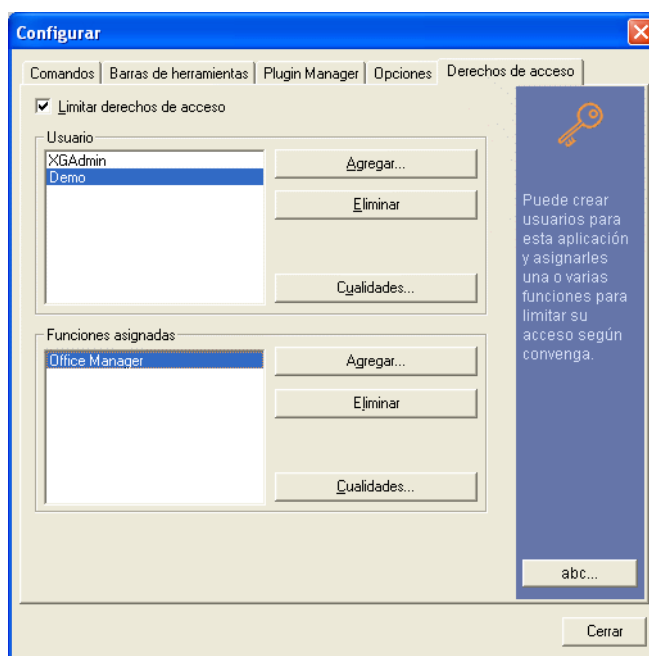 Configurar
Comandos
Barras de herramientas
Plugin Manager
Opciones
Derechos de acceso
Limitar derechos de acceso
Usuario
XGAdmin
Demo
Agregar...
Eliminar
Cualidades...
Funciones asignadas
Office Manager
Agregar...
Eliminar
Cualidades...
Puede crear
usuarios para
esta aplicación
y asignarles
una o varias
funciones para
limitar su
acceso según
convenga.
abc...
Cerrar